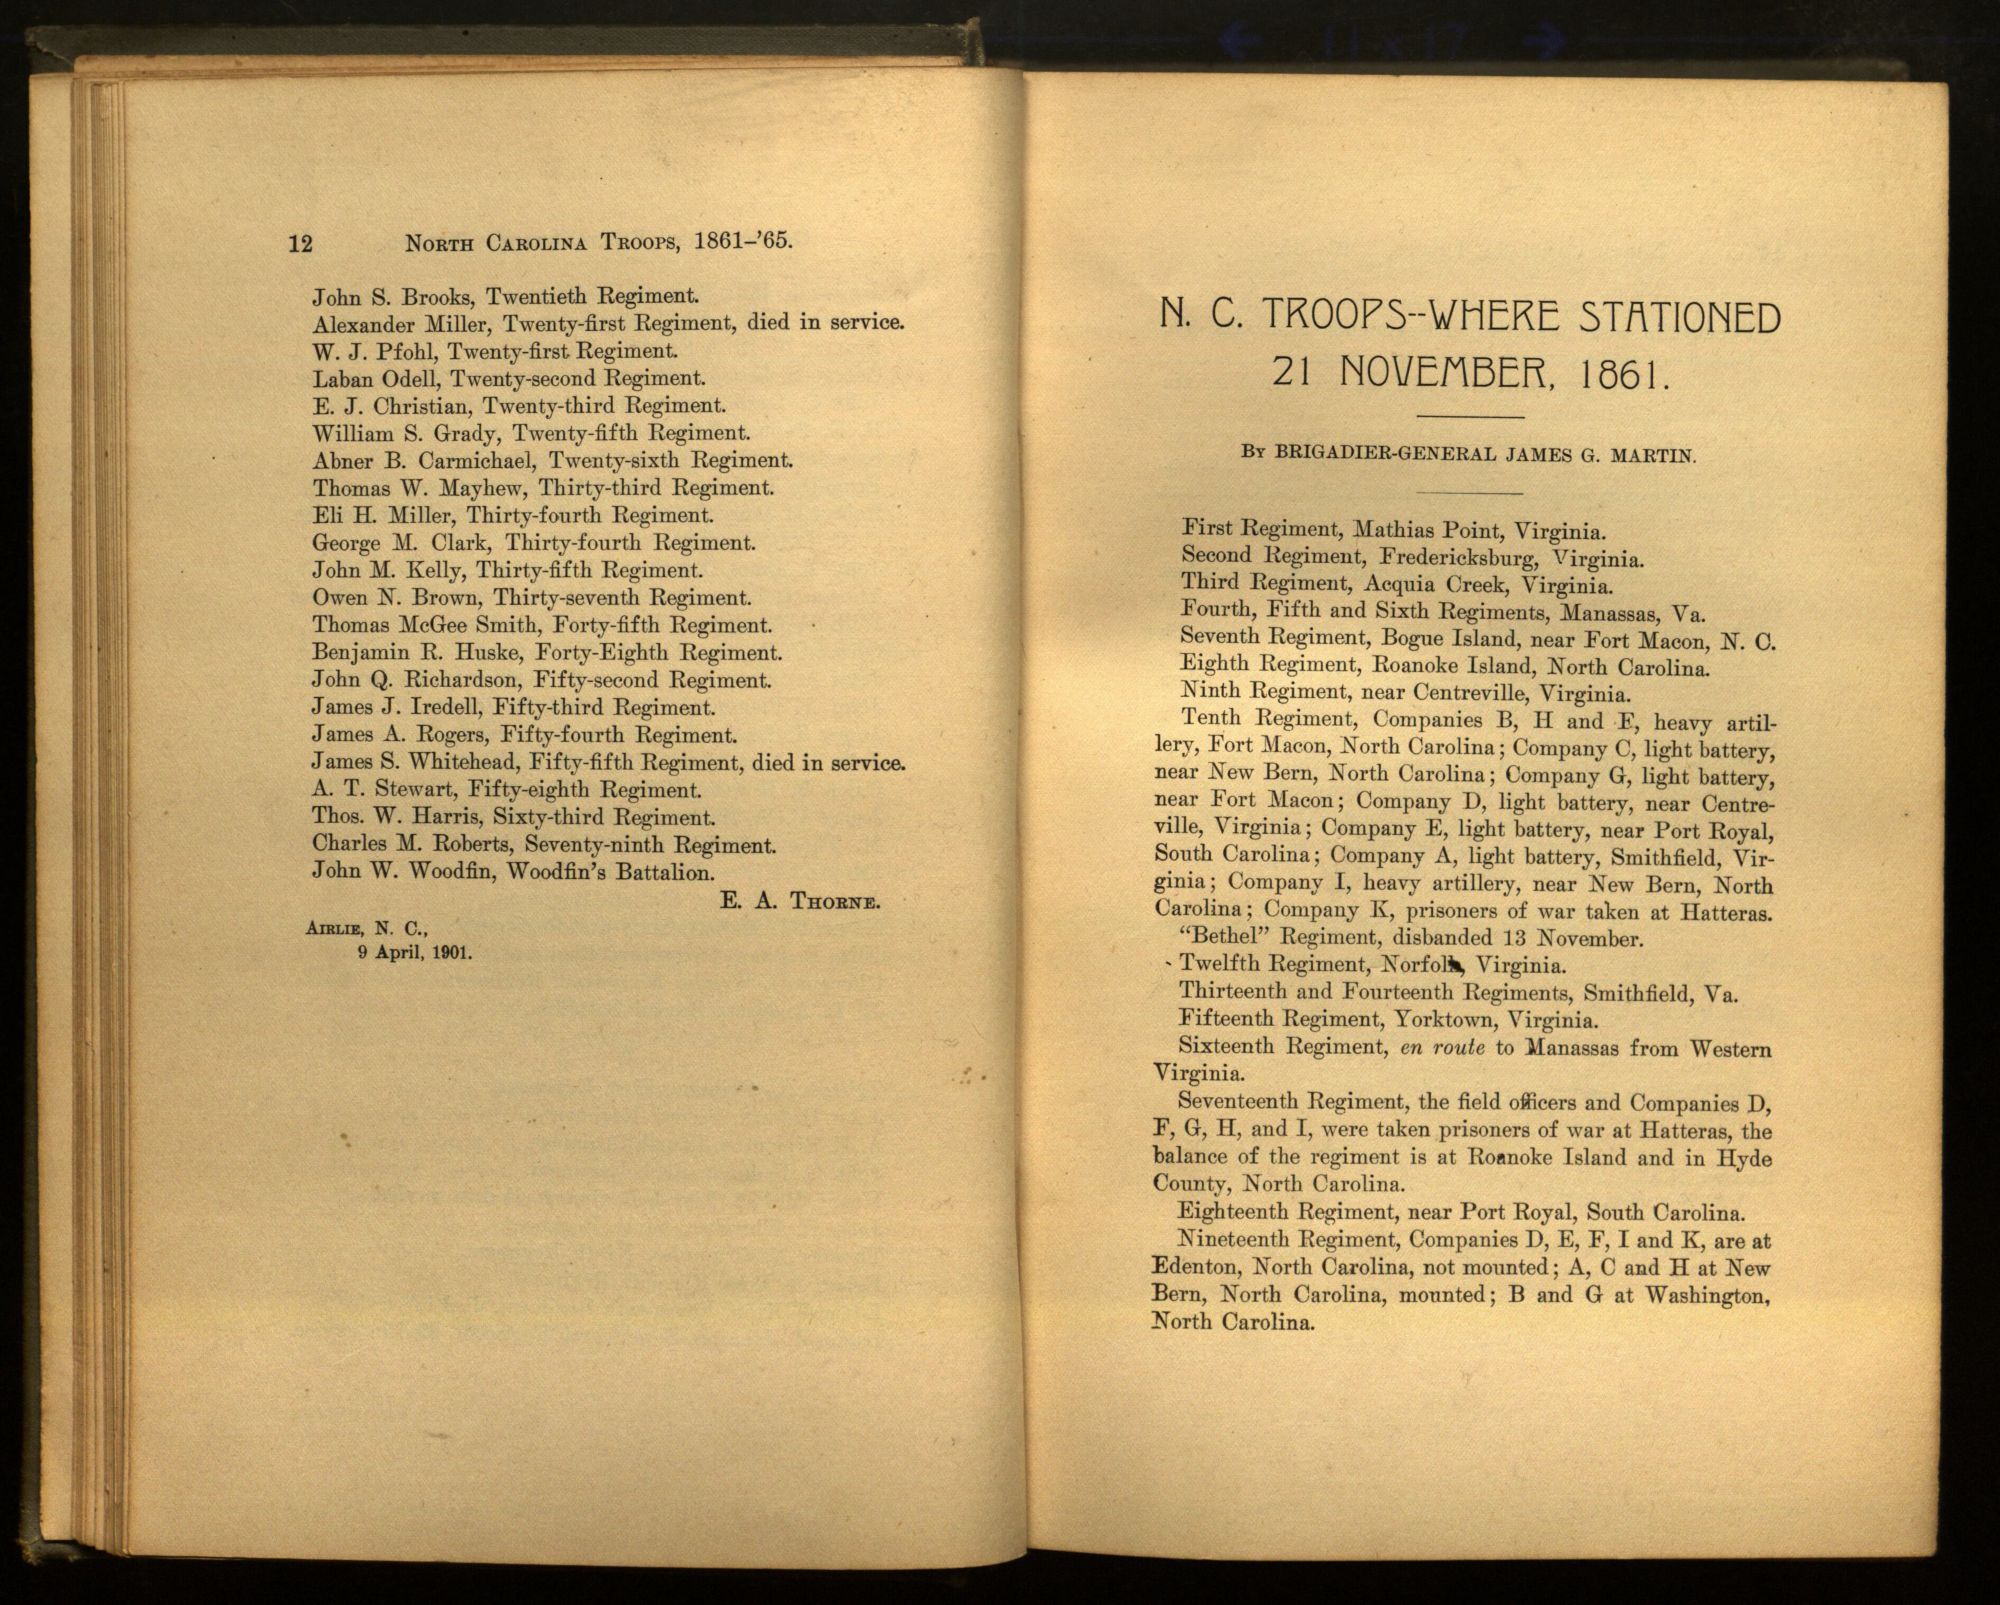 12 North Carolina Troops, 1861-'65.
John S. Brooks, Twentieth Regiment.
Alexander Miller, Twenty-first Regiment, died in service.
W. J. Pfohl, Twenty-first Regiment.
Laban Odell, Twenty-second Regiment.
E. J. Christian, Twenty-third Regiment.
William S. Grady, Twenty-fifth Regiment.
Abner B. Carmichael, Twenty-sixth Regiment.
Thomas W. Mayhew, Thirty-third Regiment.
Eli H. Miller, Thirty-fourth Regiment.
George M. Clark, Thirty-fourth Regiment.
John M. Kelly, Thirty-fifth Regiment.
Owen N. Brown, Thirty-seventh Regiment.
Thomas McGee Smith, Forty-fifth Regiment.
Benjamin R. Huske, Forty-Eighth Regiment.
John Q. Richardson, Fifty-second Regiment.
James J. Iredell, Fifty-third Regiment.
James A. Rogers, Fifty-fourth Regiment.
James S. Whitehead, Fifty-fifth Regiment, died in service.
A. T. Stewart, Fifty-eighth Regiment.
Thos. W. Harris, Sixty-third Regiment.
Charles M. Roberts, Seventy-ninth Regiment.
John W. Woodfin, Woodfin's Battalion.
E. A. Thorne.
Airlie, N. C.,
9 April, 1901.
N. C. TROOPS--WHERE STATIONED
21 NOVEMBER, 1861.
By BRIGADIER-GENERAL JAMES G. MARTIN.
First Regiment, Mathias Point, Virginia.
Second Regiment, Fredericksburg, Virginia.
Third Regiment, Acquia Creek, Virginia.
Fourth, Fifth and Sixth Regiments, Manassas, Va.
Seventh Regiment, Bogue Island, near Fort Macon, N. C.
Eighth Regiment, Roanoke Island, North Carolina.
Ninth Regiment, near Centreville, Virginia.
Tenth Regiment, Companies B, H and F, heavy artil-
lery, Fort Macon, North Carolina; Company C, light battery,
near New Bern, North Carolina; Company G, light battery,
near Fort Macon; Company D, light battery, near Centre-
ville, Virginia; Company E, light battery, near Port Royal,
South Carolina; Company A, light battery, Smithfield, Vir-
ginia; Company I, heavy artillery, near New Bern, North
Carolina; Company K, prisoners of war taken at Hatteras.
"Bethel" Regiment, disbanded 13 November.
Twelfth Regiment, Norfolk, Virginia.
Thirteenth and Fourteenth Regiments, Smithfield, Va.
Fifteenth Regiment, Yorktown, Virginia.
Sixteenth Regiment, en route to Manassas from Western
Virginia.
Seventeenth Regiment, the field officers and Companies D,
F, G, H, and I, were taken prisoners of war at Hatteras, the
balance of the regiment is at Roanoke Island and in Hyde
County, North Carolina.
Eighteenth Regiment, near Port Royal, South Carolina.
Nineteenth Regiment, Companies D, E, F, I and K, are at
Edenton, North Carolina, not mounted; A, C and H at New
Bern, North Carolina, mounted; B and G at Washington,
North Carolina.
← 11 x 17 →